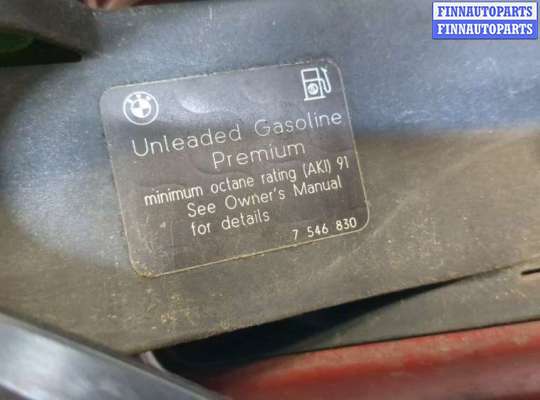 FINNAUTOPARTS
FINNAUTOPARTS
Unleaded Gasoline
Premium
minimum octane rating (AKI) 91
See Owner's Manual
for details
7 546 830